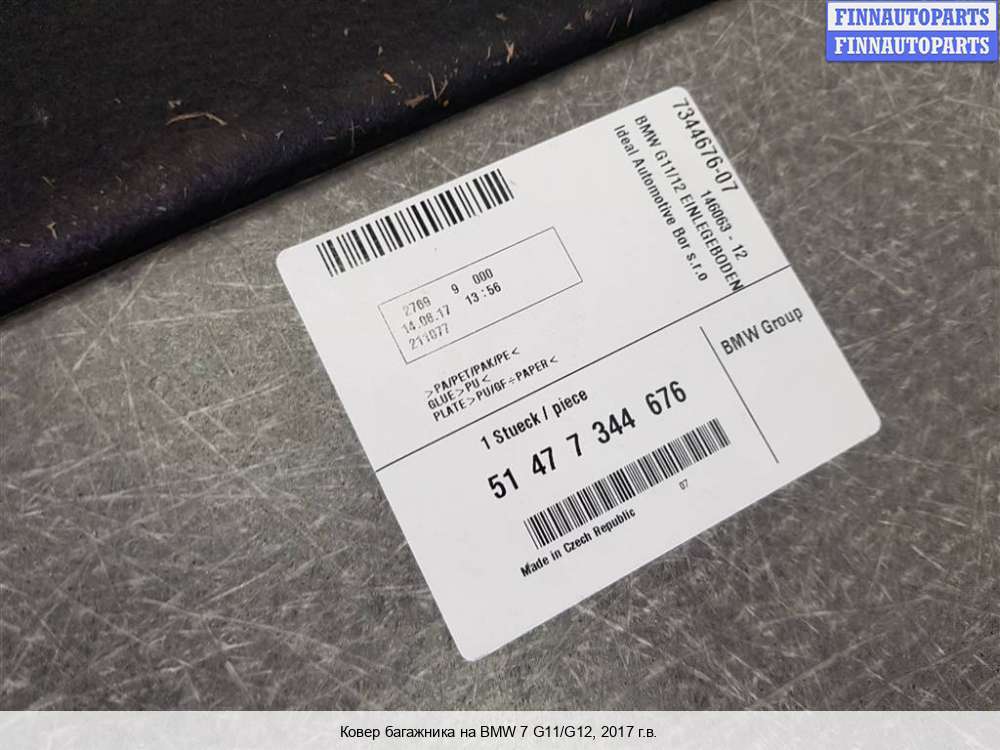 FINNAUTOPARTS
FINNAUTOPARTS
7344676-07
146063 - 12
BMW G11/12 EINLEGEBODEN
Ideal Automotive Bor s.r.o
2769 9 000
14.06.17 13:56
211077
>PA/PET/PAK/PE<
GLUE>PU<
PLATE>PU/GF÷PAPER<
1 Stueck / piece
51 47 7 344 676
07
Made in Czech Republic
BMW Group
Ковер багажника на BMW 7 G11/G12, 2017 г.в.